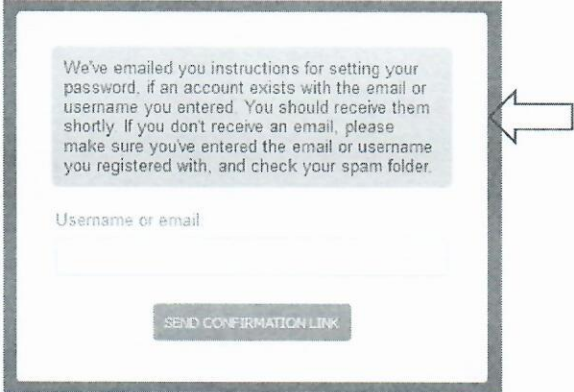 We've emailed you instructions for setting your
password, if an account exists with the email or
username you entered. You should receive them
shortly. If you don't receive an email, please
make sure you've entered the email or username
you registered with, and check your spam folder.
Username or email:
SEND CONFIRMATION LINK